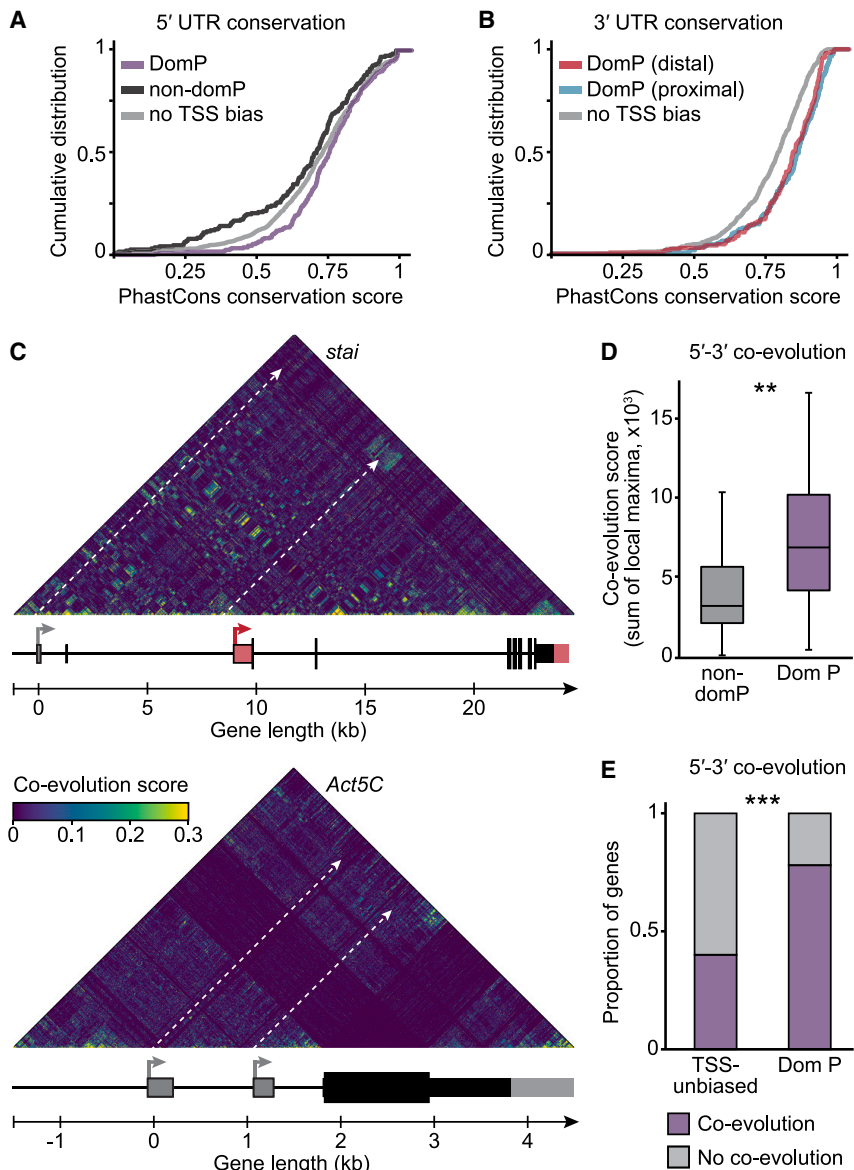 A
5′ UTR conservation
Cumulative distribution
1
0.5
0
DomP
non-domP
no TSS bias
0.25
0.5
0.75
1
PhastCons conservation score
B
3′ UTR conservation
Cumulative distribution
1
0.5
0
DomP (distal)
DomP (proximal)
no TSS bias
0.25
0.5
0.75
1
PhastCons conservation score
C
stai
0
5
10
15
20
Gene length (kb)
Co-evolution score
0
0.1
0.2
0.3
Act5C
-1
0
1
2
3
4
Gene length (kb)
D
5′-3′ co-evolution
**
Co-evolution score
(sum of local maxima, x10³)
15
10
5
0
non-
domP
Dom P
E
5′-3′ co-evolution
***
Proportion of genes
1
0.5
0
TSS-
unbiased
Dom P
Co-evolution
No co-evolution